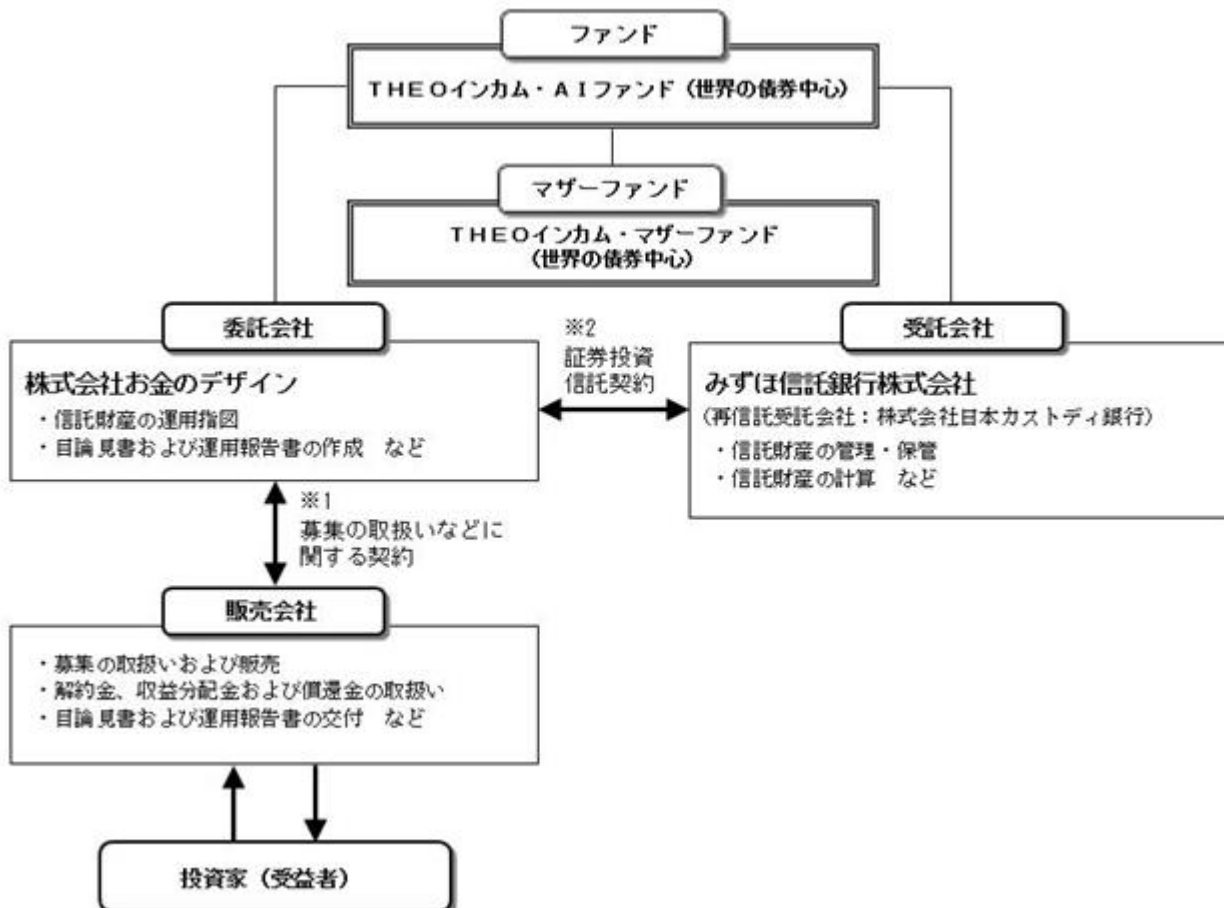 ファンド
THEOインカム・AIファンド（世界の債券中心）
マザーファンド
THEOインカム・マザーファンド
（世界の債券中心）
委託会社
株式会社お金のデザイン
・信託財産の運用指図
・目論見書および運用報告書の作成　など
※2
証券投資
信託契約
受託会社
みずほ信託銀行株式会社
（再信託受託会社：株式会社日本カストディ銀行）
・信託財産の管理・保管
・信託財産の計算　など
※1
募集の取扱いなどに
関する契約
販売会社
・募集の取扱いおよび販売
・解約金、収益分配金および償還金の取扱い
・目論見書および運用報告書の交付　など
投資家（受益者）